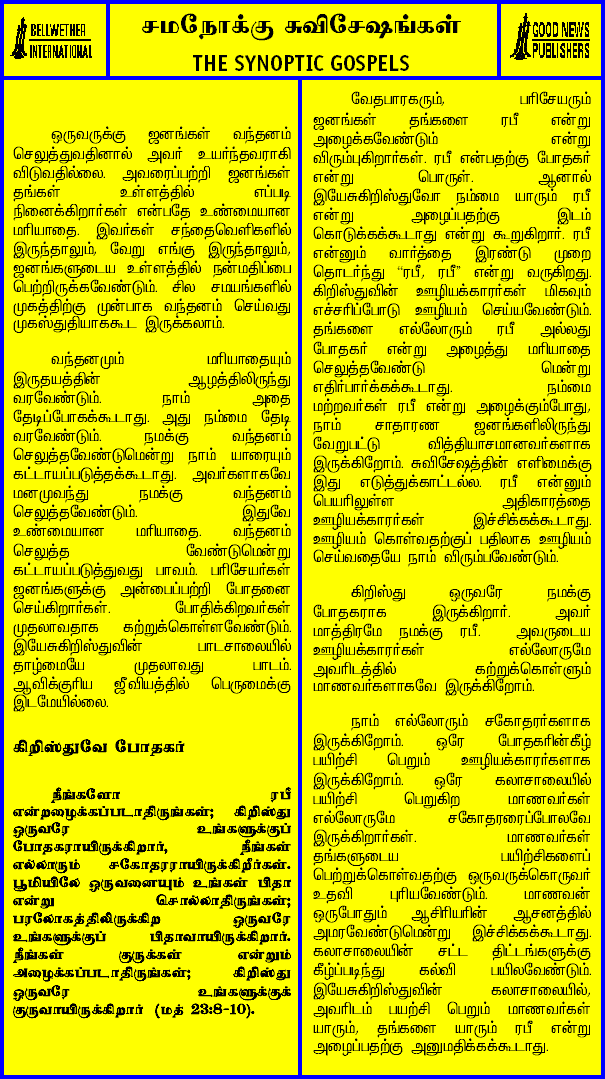 BELLWETHER
INTERNATIONAL
சமநோக்கு சுவிசேஷங்கள்
THE SYNOPTIC GOSPELS
GOOD NEWS
PUBLISHERS
ஒருவருக்கு ஜனங்கள் வந்தனம்
செலுத்துவதினால் அவர் உயர்ந்தவராகி
விடுவதில்லை. அவரைப்பற்றி ஜனங்கள்
தங்கள் உள்ளத்தில் எப்படி
நினைக்கிறார்கள் என்பதே உண்மையான
மரியாதை. இவர்கள் சந்தைவெளிகளில்
இருந்தாலும், வேறு எங்கு இருந்தாலும்,
ஜனங்களுடைய உள்ளத்தில் நன்மதிப்பை
பெற்றிருக்கவேண்டும். சில சமயங்களில்
முகத்திற்கு முன்பாக வந்தனம் செய்வது
முகஸ்துதியாககூட இருக்கலாம்.
வந்தனமும் மரியாதையும்
இருதயத்தின் ஆழத்திலிருந்து
வரவேண்டும். நாம் அதை
தேடிப்போகக்கூடாது. அது நம்மை தேடி
வரவேண்டும். நமக்கு வந்தனம்
செலுத்தவேண்டுமென்று நாம் யாரையும்
கட்டாயப்படுத்தக்கூடாது. அவர்களாகவே
மனமுவந்து நமக்கு வந்தனம்
செலுத்தவேண்டும். இதுவே
உண்மையான மரியாதை. வந்தனம்
செலுத்த வேண்டுமென்று
கட்டாயப்படுத்துவது பாவம். பரிசேயர்கள்
ஜனங்களுக்கு அன்பைப்பற்றி போதனை
செய்கிறார்கள். போதிக்கிறவர்கள்
முதலாவதாக கற்றுக்கொள்ளவேண்டும்.
இயேசுகிறிஸ்துவின் பாடசாலையில்
தாழ்மையே முதலாவது பாடம்.
ஆவிக்குரிய ஜீவியத்தில் பெருமைக்கு
இடமேயில்லை.
கிறிஸ்துவே போதகர்
நீங்களோ ரபீ
என்றழைக்கப்படாதிருங்கள்; கிறிஸ்து
ஒருவரே உங்களுக்குப்
போதகராயிருக்கிறார், நீங்கள்
எல்லாரும் சகோதரராயிருக்கிறீர்கள்.
பூமியிலே ஒருவனையும் உங்கள் பிதா
என்று சொல்லாதிருங்கள்;
பரலோகத்திலிருக்கிற ஒருவரே
உங்களுக்குப் பிதாவாயிருக்கிறார்.
நீங்கள் குருக்கள் என்றும்
அழைக்கப்படாதிருங்கள்; கிறிஸ்து
ஒருவரே உங்களுக்குக்
குருவாயிருக்கிறார் (மத் 23:8-10).
வேதபாரகரும், பரிசேயரும்
ஜனங்கள் தங்களை ரபீ என்று
அழைக்கவேண்டும் என்று
விரும்புகிறார்கள். ரபீ என்பதற்கு போதகர்
என்று பொருள். ஆனால்
இயேசுகிறிஸ்துவோ நம்மை யாரும் ரபீ
என்று அழைப்பதற்கு இடம்
கொடுக்கக்கூடாது என்று கூறுகிறார். ரபீ
என்னும் வார்த்தை இரண்டு முறை
தொடர்ந்து “ரபீ, ரபீ” என்று வருகிறது.
கிறிஸ்துவின் ஊழியக்காரர்கள் மிகவும்
எச்சரிப்போடு ஊழியம் செய்யவேண்டும்.
தங்களை எல்லோரும் ரபீ அல்லது
போதகர் என்று அழைத்து மரியாதை
செலுத்தவேண்டு மென்று
எதிர்பார்க்கக்கூடாது. நம்மை
மற்றவர்கள் ரபீ என்று அழைக்கும்போது,
நாம் சாதாரண ஜனங்களிலிருந்து
வேறுபட்டு வித்தியாசமானவர்களாக
இருக்கிறோம். சுவிசேஷத்தின் எளிமைக்கு
இது எடுத்துக்காட்டல்ல. ரபீ என்னும்
பெயரிலுள்ள அதிகாரத்தை
ஊழியக்காரர்கள் இச்சிக்கக்கூடாது.
ஊழியம் கொள்வதற்குப் பதிலாக ஊழியம்
செய்வதையே நாம் விரும்பவேண்டும்.
கிறிஸ்து ஒருவரே நமக்கு
போதகராக இருக்கிறார். அவர்
மாத்திரமே நமக்கு ரபீ. அவருடைய
ஊழியக்காரர்கள் எல்லோருமே
அவரிடத்தில் கற்றுக்கொள்ளும்
மாணவர்களாகவே இருக்கிறோம்.
நாம் எல்லோரும் சகோதரர்களாக
இருக்கிறோம். ஒரே போதகரின்கீழ்
பயிற்சி பெறும் ஊழியக்காரர்களாக
இருக்கிறோம். ஒரே கலாசாலையில்
பயிற்சி பெறுகிற மாணவர்கள்
எல்லோருமே சகோதரரைப்போலவே
இருக்கிறார்கள். மாணவர்கள்
தங்களுடைய பயிற்சிகளைப்
பெற்றுக்கொள்வதற்கு ஒருவருக்கொருவர்
உதவி புரியவேண்டும். மாணவன்
ஒருபோதும் ஆசிரியரின் ஆசனத்தில்
அமரவேண்டுமென்று இச்சிக்கக்கூடாது.
கலாசாலையின் சட்ட திட்டங்களுக்கு
கீழ்ப்படிந்து கல்வி பயிலவேண்டும்.
இயேசுகிறிஸ்துவின் கலாசாலையில்,
அவரிடம் பயற்சி பெறும் மாணவர்கள்
யாரும், தங்களை யாரும் ரபீ என்று
அழைப்பதற்கு அனுமதிக்கக்கூடாது.